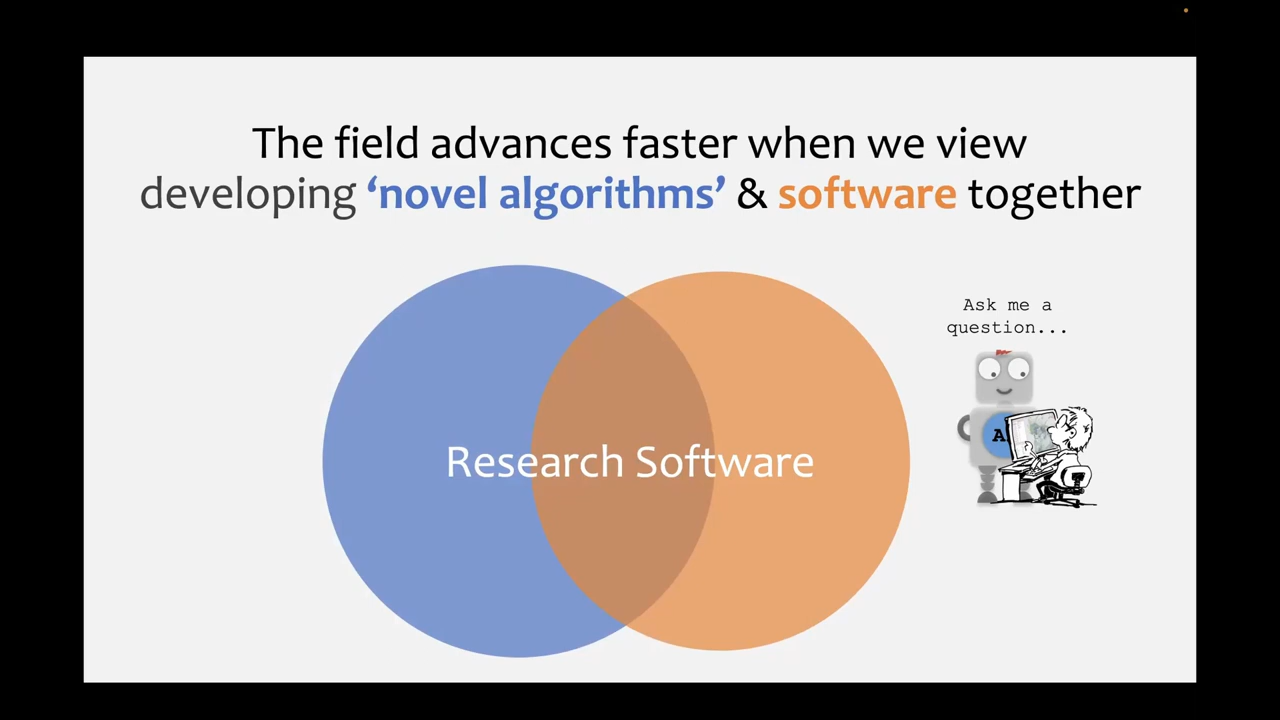 The field advances faster when we view
developing ‘novel algorithms’ & software together
Ask me a
question...
Research Software